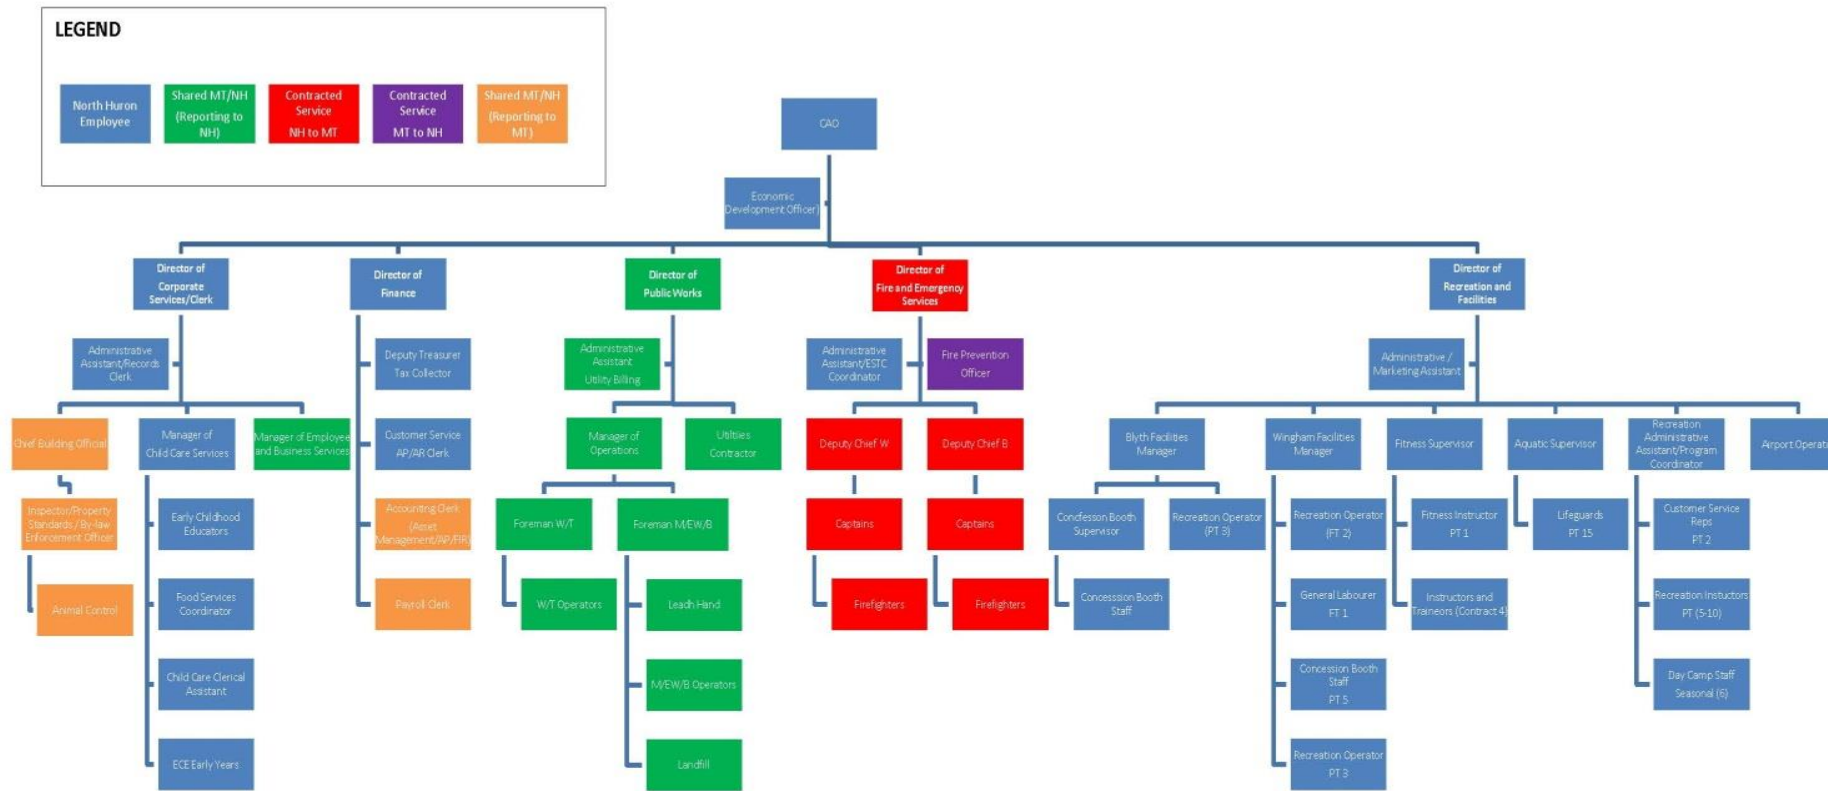 LEGEND
North Huron
Employee
Shared MT/NH
(Reporting to
NH)
Contracted
Service
NH to MT
Contracted
Service
MT to NH
Shared MT/NH
(Reporting to
MT)
CAO
Economic
Development Officer)
Director of
Corporate
Services/Clerk
Director of
Finance
Director of
Public Works
Director of
Fire and Emergency
Services
Director of
Recreation and
Facilities
Administrative
Assistant/Records
Clerk
Deputy Treasurer
Tax Collector
Administrative
Assistant
Utility Billing
Administrative
Assistant/ESTC
Coordinator
Fire Prevention
Officer
Administrative /
Marketing Assistant
Chief Building Official
Manager of
Child Care Services
Manager of Employee
and Business Services
Customer Service
AP/AR Clerk
Manager of
Operations
Utiltiies
Contractor
Deputy Chief W
Deputy Chief B
Blyth Facilities
Manager
Wingham Facilities
Manager
Fitness Supervisor
Aquatic Supervisor
Recreation
Administrative
Assistant/Program
Coordinator
Airport Operato
Inspector/Property
Standards / By-law
Enforcement Officer
Early Childhood
Educators
Accounting Clerk
(Asset
Management/AP/FIR)
Foreman W/T
Foreman M/EW/B
Captains
Captains
Concfesson Booth
Supervisor
Recreation Operator
(PT 3)
Recreation Operator
(FT 2)
Fitness Instructor
PT 1
Lifeguards
PT 15
Customer Service
Reps
PT 2
Animal Control
Food Services
Coordinator
Payroll Clerk
W/T Operators
Leadh Hand
Firefighters
Firefighters
Concesssion Booth
Staff
General Labourer
FT 1
Instructors and
Traineors (Contract 4)
Recreation Instuctors
PT (5-10)
Child Care Clerical
Assistant
M/EW/B Operators
Concession Booth
Staff
PT 5
Day Camp Staff
Seasonal (6)
ECE Early Years
Landfill
Recreation Operator
PT 3